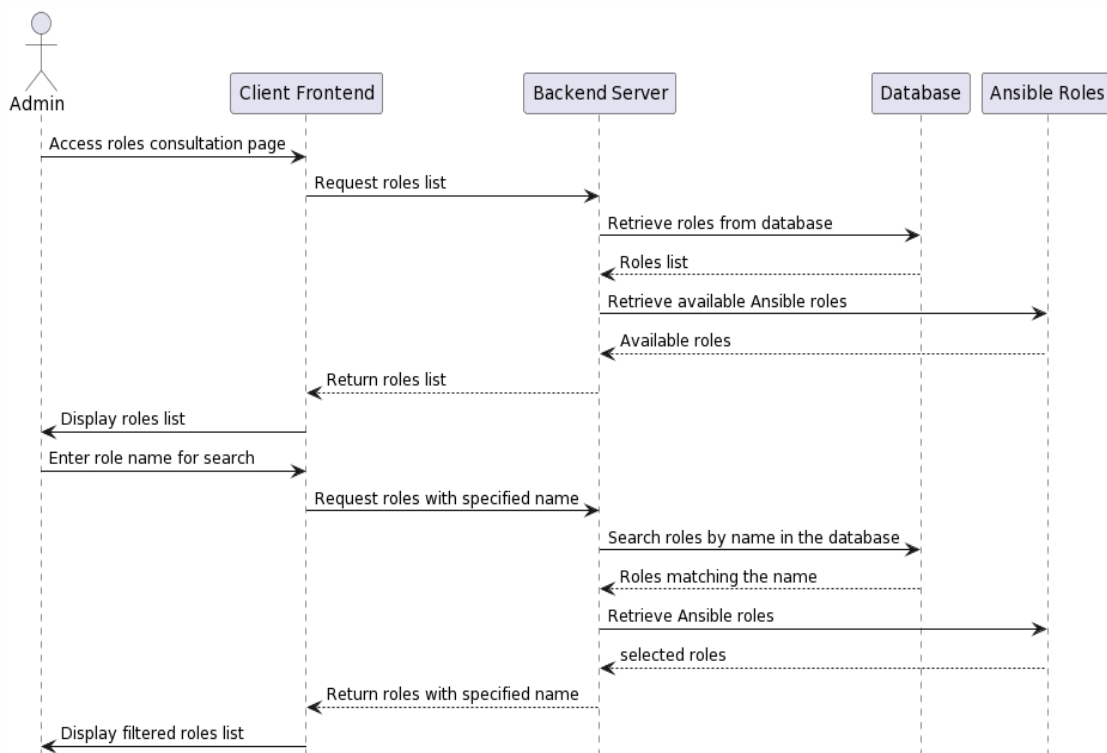 Admin
Client Frontend
Backend Server
Database
Ansible Roles
Access roles consultation page
Request roles list
Retrieve roles from database
Roles list
Retrieve available Ansible roles
Available roles
Return roles list
Display roles list
Enter role name for search
Request roles with specified name
Search roles by name in the database
Roles matching the name
Retrieve Ansible roles
selected roles
Return roles with specified name
Display filtered roles list